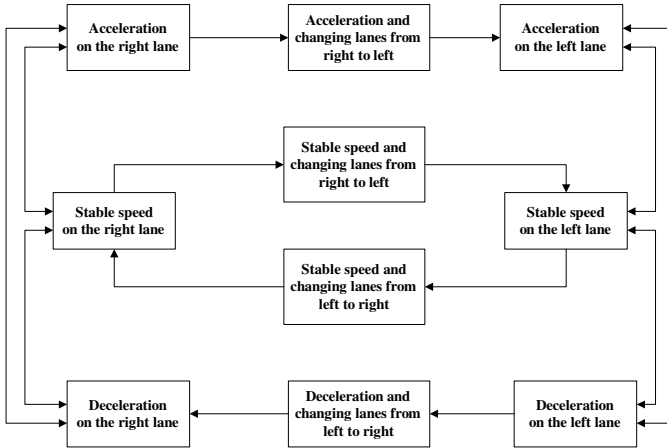 Acceleration
on the right lane
Acceleration and
changing lanes from
right to left
Acceleration
on the left lane
Stable speed and
changing lanes from
right to left
Stable speed
on the right lane
Stable speed
on the left lane
Stable speed and
changing lanes from
left to right
Deceleration
on the right lane
Deceleration and
changing lanes from
left to right
Deceleration
on the left lane